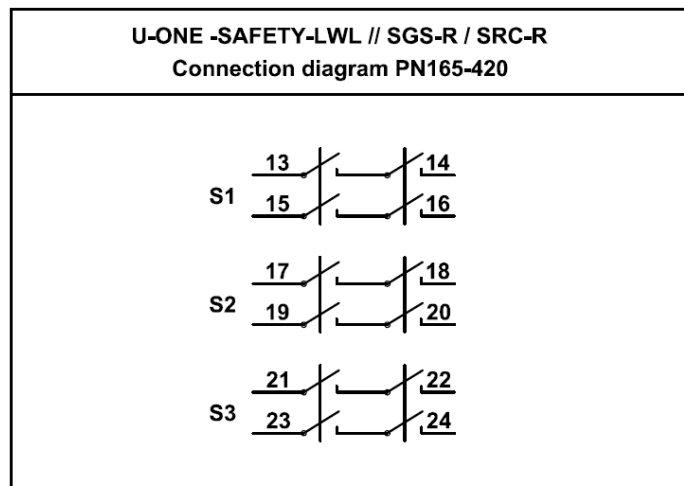 U-ONE -SAFETY-LWL // SGS-R / SRC-R
Connection diagram PN165-420
13 14
S1
15 16
17 18
S2
19 20
21 22
S3
23 24